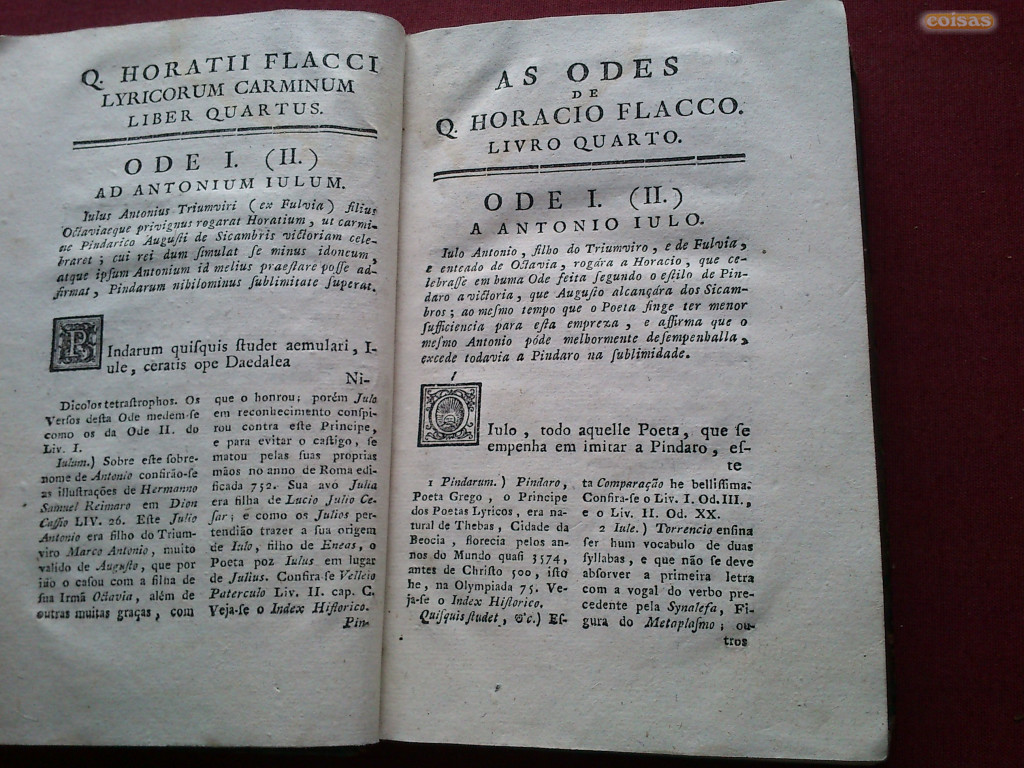 coisas
Q. HORATII FLACCI
LYRICORUM CARMINUM
LIBER QUARTUS.
ODE I. (II.)
AD ANTONIUM IULUM.
Iulus Antonius Triumviri (ex Fulvia) filius
Octaviaeque privignus rogarat Horatium, ut carmi-
ne Pindarico Auguſti de Sicambris victoriam cele-
braret; cui rei dum ſimulat ſe minus idoneum,
atque ipſum Antonium id melius praeſtare poſſe ad-
firmat, Pindarum nibilominus ſublimitate ſuperat.
PIndarum quiſquis ſtudet aemulari, I-
ule, ceratis ope Daedalea
Ni-
Dicolos tetraſtrophos. Os
Verſos deſta Ode medem-ſe
como os da Ode II. do
Liv. I.
Iulum.) Sobre eſte ſobre-
nome de Antonio confirão-ſe
as illuſtrações de Hermanno
Samuel Reimaro em Dion
Caſſio LIV. 26. Eſte Julio
Antonio era filho do Trium-
viro Marco Antonio, muito
valido de Auguſto, que por
iſſo o caſou com a filha de
ſua Irmã Octavia, além de
outras muitas graças, com
que o honrou; porém Julo
em reconhecimento conſpi-
rou contra eſte Principe,
e para evitar o caſtigo, ſe
matou pelas ſuas proprias
mãos no anno de Roma edi-
ficada 752. Sua avó Julia
era filha de Lucio Julio Ce-
ſar; e como os Julios per-
tendião trazer a ſua origem
de Iulo, filho de Eneas, o
Poeta poz Iulus em lugar
de Julius. Confira-ſe Velleio
Paterculo Liv. II. cap. C.
Veja-ſe o Index Hiſtorico.
Pin-
AS ODES
DE
Q. HORACIO FLACCO.
LIVRO QUARTO.
ODE I. (II.)
A ANTONIO IULO.
Iulo Antonio, filho do Triumviro, e de Fulvia,
e enteado de Octavia, rogára a Horacio, que ce-
lebraſſe em huma Ode feita ſegundo o eſtilo de Pin-
daro a victoria, que Auguſto alcançára dos Sicam-
bros; ao meſmo tempo que o Poeta finge ter menor
ſufficiencia para eſta empreza, e affirma que o
meſmo Antonio póde melhormente deſempenhalla,
excede todavia a Pindaro na ſublimidade.
1
Iulo, todo aquelle Poeta, que ſe
empenha em imitar a Pindaro, eſ-
te
1 Pindarum.) Pindaro,
Poeta Grego, o Principe
dos Poetas Lyricos, era na-
tural de Thebas, Cidade da
Beocia, florecia pelos an-
nos do Mundo quaſi 3574,
antes de Chriſto 500, iſto
he, na Olympiada 75. Ve-
ja-ſe o Index Hiſtorico.
Quiſquis ſtudet, &c.) Eſ-
ta Comparação he belliſſima.
Confira-ſe o Liv. I. Od. III.,
e o Liv. II. Od. XX.
2 Iule.) Torrencio enſina
ſer hum vocabulo de duas
ſyllabas, e que não ſe deve
abſorver a primeira letra
com a vogal do verbo pre-
cedente pela Synalefa, Fi-
gura do Metaplaſmo; ou-
tros